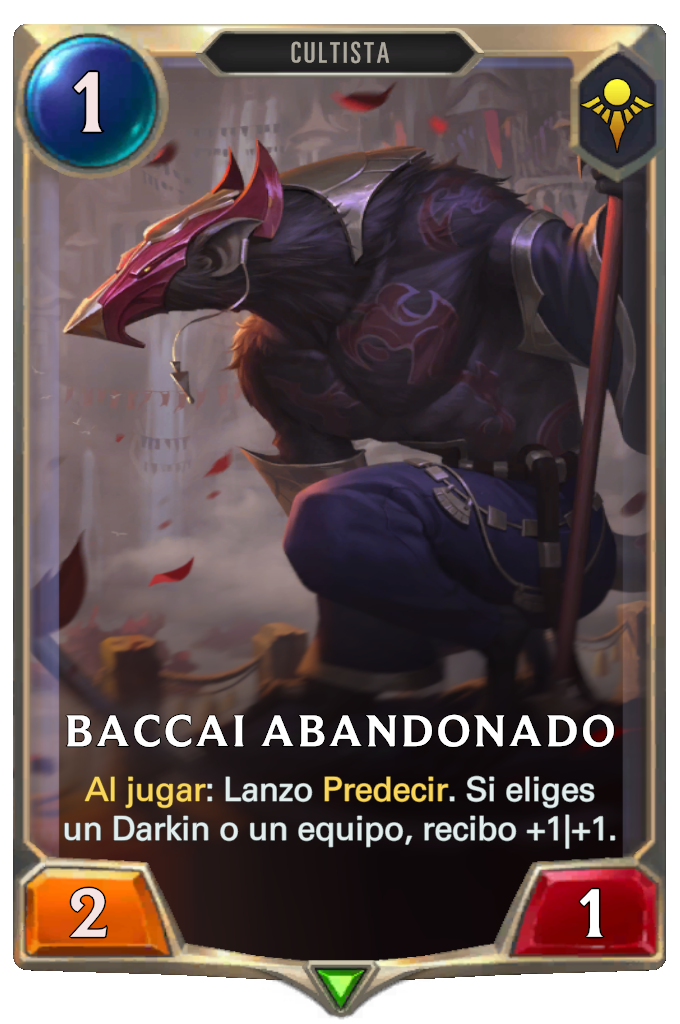 CULTISTA
1
BACCAI ABANDONADO
Al jugar: Lanzo Predecir. Si eliges
un Darkin o un equipo, recibo +1|+1.
2
1